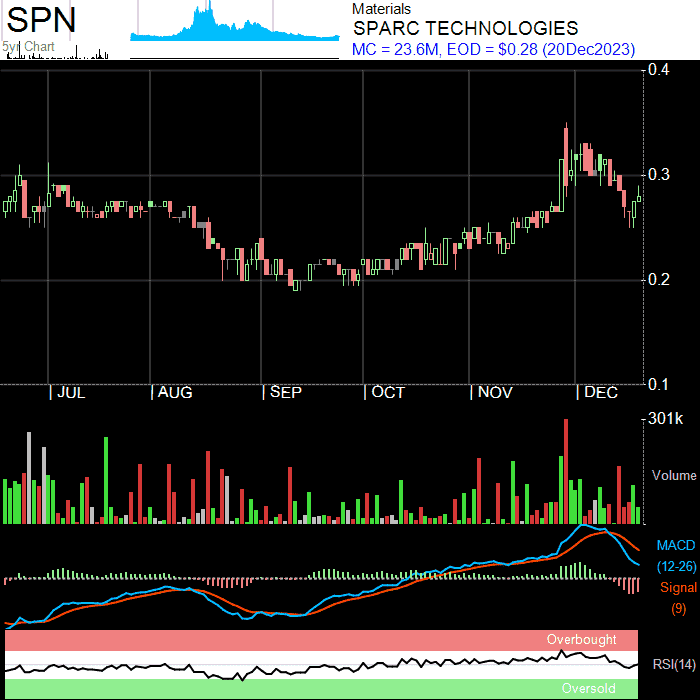 SPN
5yr Chart
Materials
SPARC TECHNOLOGIES
MC = 23.6M, EOD = $0.28 (20Dec2023)
0.4
0.3
0.2
0.1
JUL AUG SEP OCT NOV DEC
301k
Volume
MACD
(12-26)
Signal
(9)
Overbought
RSI(14)
Oversold